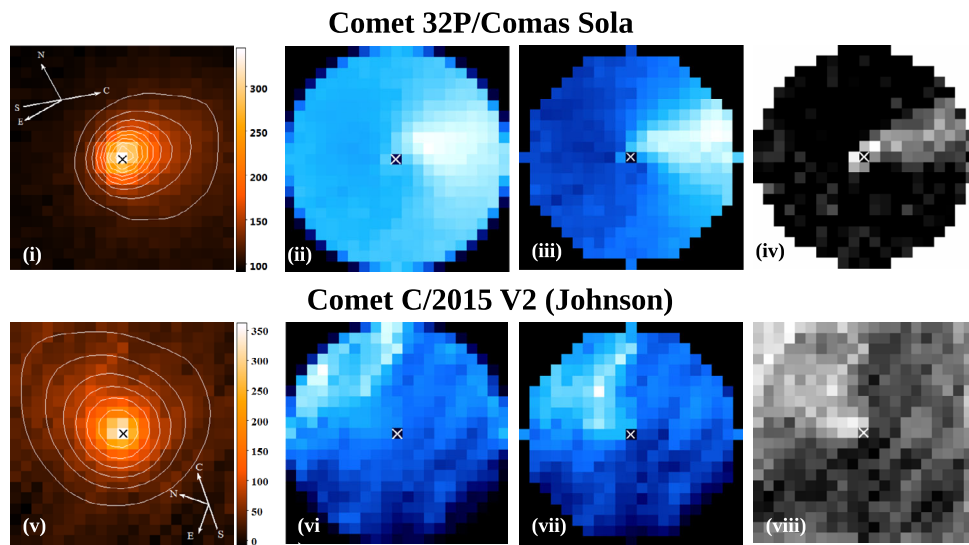 Comet 32P/Comas Sola
N
C
S
E
300
250
200
150
100
(i)
(ii)
(iii)
(iv)
Comet C/2015 V2 (Johnson)
350
300
250
200
150
100
50
0
C
N
E
S
(v)
(vi
(vii)
(viii)